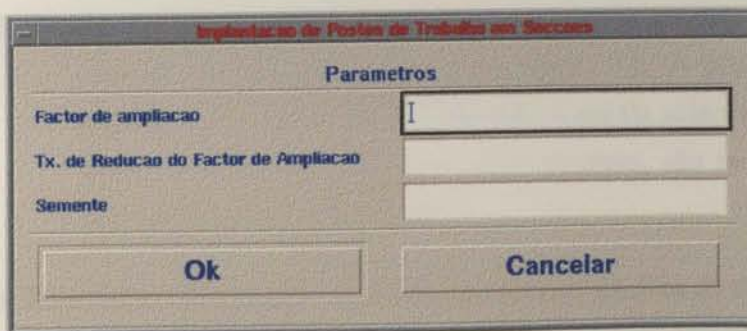 Implantacao de Postos de Trabalho em Seccoes
Parametros
Factor de ampliacao
Tx. de Reducao do Factor de Ampliacao
Semente
Ok
Cancelar